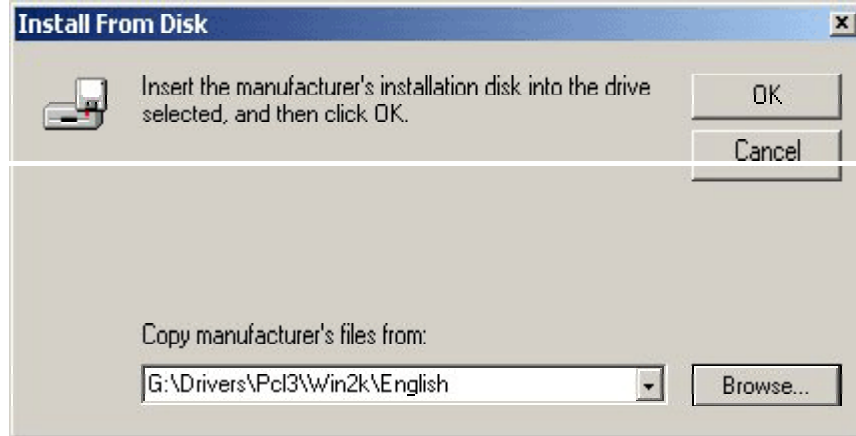 Install From Disk
Insert the manufacturer's installation disk into the drive
selected, and then click OK.
OK
Cancel
Copy manufacturer's files from:
G:\Drivers\Pcl3\Win2k\English
Browse...